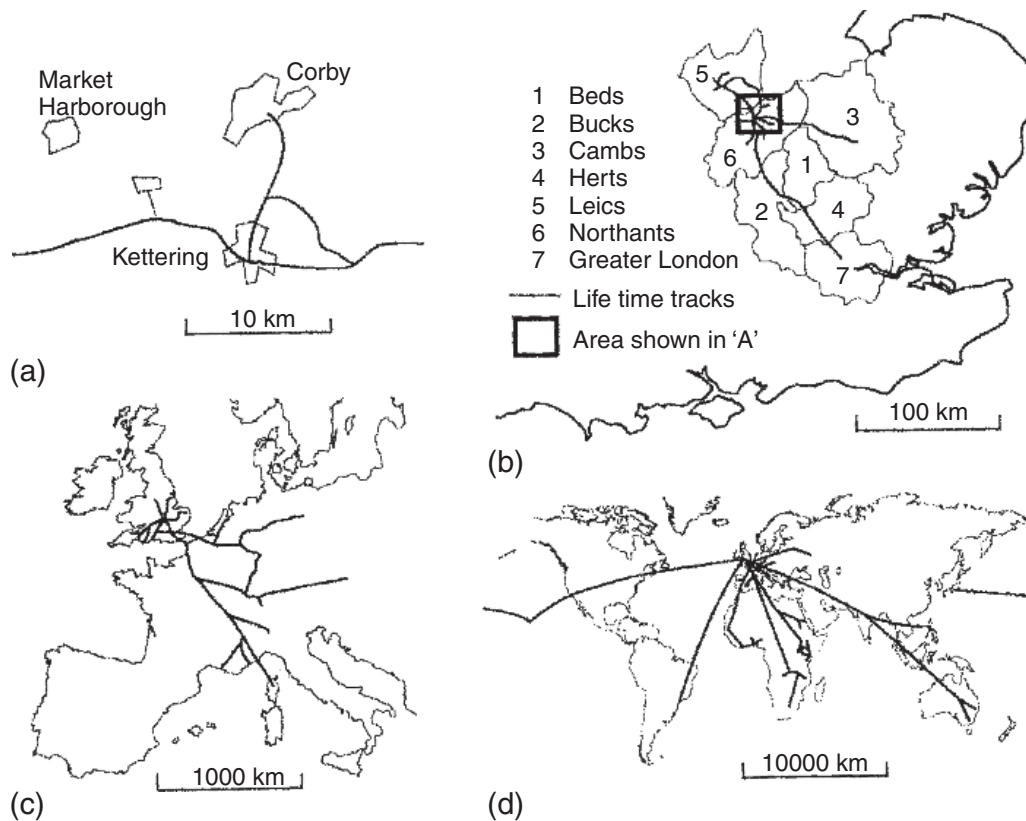 Market
Harborough
Corby
Kettering
10 km
(a)
1 Beds
2 Bucks
3 Cambs
4 Herts
5 Leics
6 Northants
7 Greater London
Life time tracks
Area shown in ‘A’
5
3
6
1
2
4
7
100 km
(b)
1000 km
(c)
10000 km
(d)